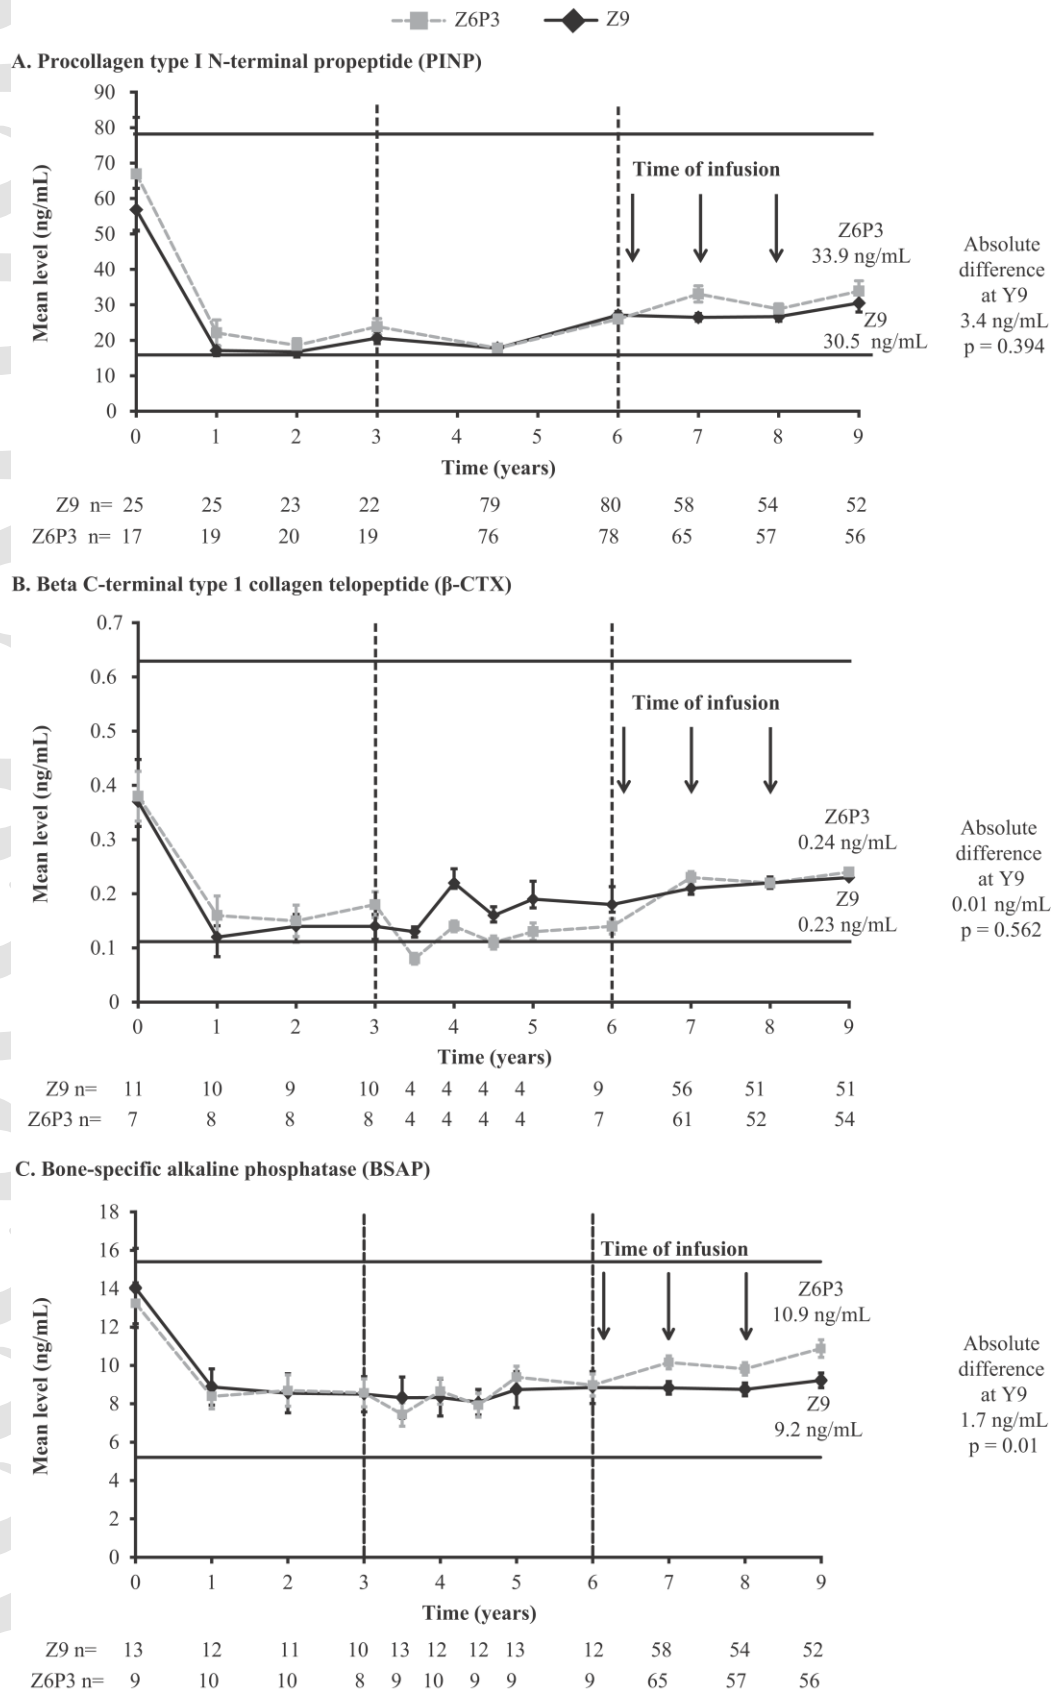 Z6P3 Z9
A. Procollagen type I N-terminal propeptide (PINP)
90
80
70
60
50
40
30
20
10
0
Mean level (ng/mL)
Time of infusion
Z6P3
33.9 ng/mL
Z9
30.5 ng/mL
Absolute
difference
at Y9
3.4 ng/mL
p = 0.394
0 1 2 3 4 5 6 7 8 9
Time (years)
Z9 n= 25 25 23 22 79 80 58 54 52
Z6P3 n= 17 19 20 19 76 78 65 57 56
B. Beta C-terminal type 1 collagen telopeptide (β-CTX)
0.7
0.6
0.5
0.4
0.3
0.2
0.1
0
Mean level (ng/mL)
Time of infusion
Z6P3
0.24 ng/mL
Z9
0.23 ng/mL
Absolute
difference
at Y9
0.01 ng/mL
p = 0.562
0 1 2 3 4 5 6 7 8 9
Time (years)
Z9 n= 11 10 9 10 4 4 4 4 9 56 51 51
Z6P3 n= 7 8 8 8 4 4 4 4 7 61 52 54
C. Bone-specific alkaline phosphatase (BSAP)
18
16
14
12
10
8
6
4
2
0
Mean level (ng/mL)
Time of infusion
Z6P3
10.9 ng/mL
Z9
9.2 ng/mL
Absolute
difference
at Y9
1.7 ng/mL
p = 0.01
0 1 2 3 4 5 6 7 8 9
Time (years)
Z9 n= 13 12 11 10 13 12 12 13 12 58 54 52
Z6P3 n= 9 10 10 8 9 10 9 9 9 65 57 56